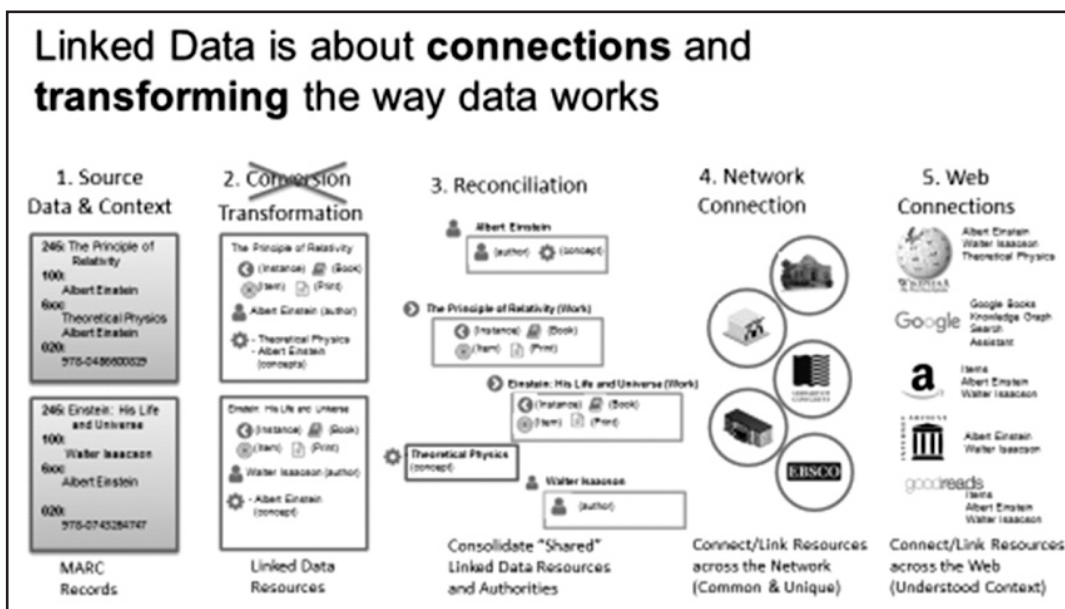 Linked Data is about connections and
transforming the way data works
1. Source
Data & Context
245: The Principle of
Relativity
100:
Albert Einstein
6xx:
Theoretical Physics
Albert Einstein
020:
978-0486600829
245: Einstein: His Life
and Universe
100:
Walter Isaacson
6xx:
Albert Einstein
020:
978-0743264747
MARC
Records
2. Conversion
Transformation
The Principle of Relativity
(Instance) (Book)
(Item) (Print)
Albert Einstein (author)
- Theoretical Physics
- Albert Einstein
(concepts)
Einstein: His Life and Universe
(Instance) (Book)
(Item) (Print)
Walter Isaacson (author)
- Albert Einstein
(concept)
Linked Data
Resources
3. Reconciliation
Albert Einstein
(author) (concept)
The Principle of Relativity (Work)
(Instance) (Book)
(Item) (Print)
Einstein: His Life and Universe (Work)
(Instance) (Book)
(Item) (Print)
Theoretical Physics
(concept)
Walter Isaacson
(author)
Consolidate "Shared"
Linked Data Resources
and Authorities
4. Network
Connection
EBSCO
Connect/Link Resources
across the Network
(Common & Unique)
5. Web
Connections
WIKIPEDIA
Albert Einstein
Walter Isaacson
Theoretical Physics
Google
Google Books
Knowledge Graph
Search
Assistant
a
Items
Albert Einstein
Walter Isaacson
INTERNET ARCHIVE
Albert Einstein
Walter Isaacson
goodreads
Items
Albert Einstein
Walter Isaacson
Connect/Link Resources
across the Web
(Understood Context)